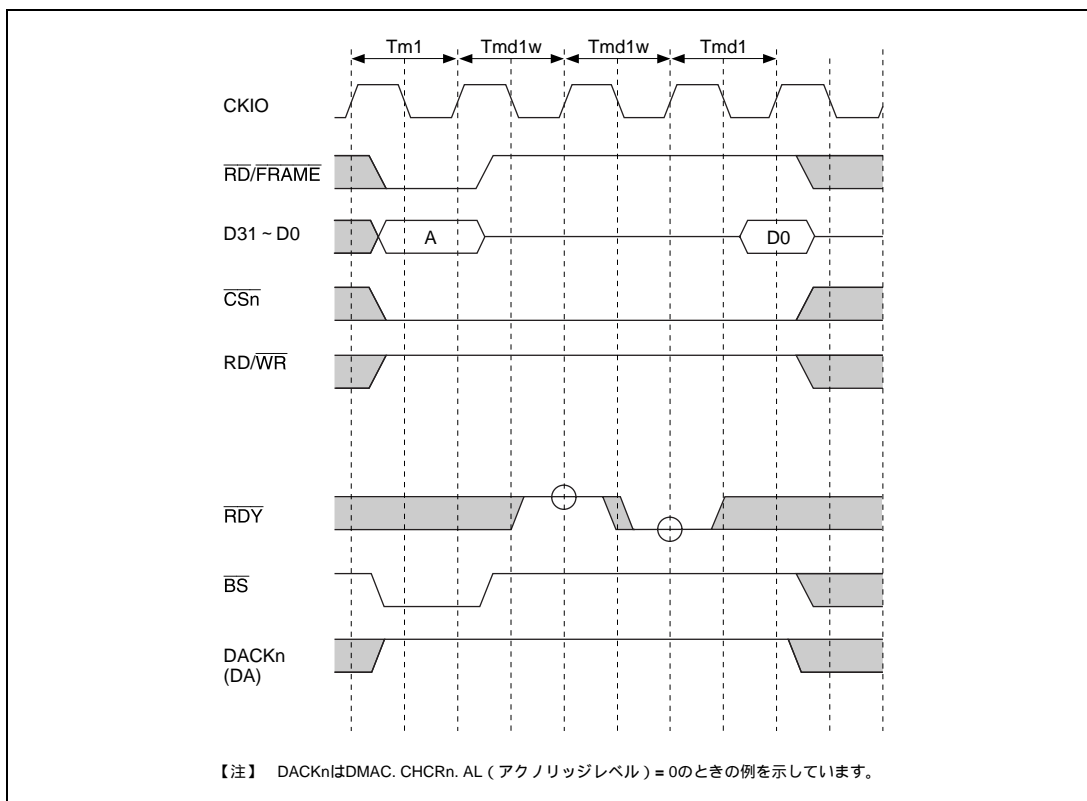 Tm1 Tmd1w Tmd1w Tmd1
CKIO
RD/FRAME
D31 ~ D0 A D0
CSn
RD/WR
RDY
BS
DACKn
(DA)
【注】 DACKnはDMAC. CHCRn. AL(アクノリッジレベル)= 0のときの例を示しています。